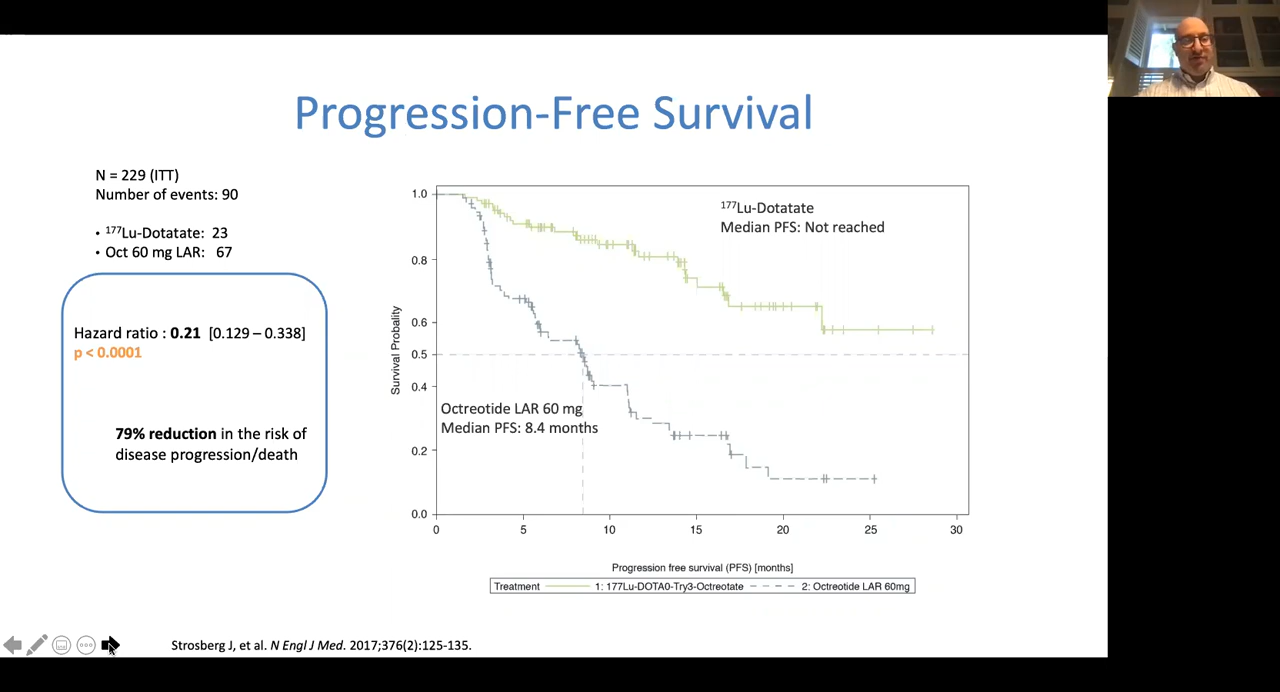 Progression-Free Survival
N = 229 (ITT)
Number of events: 90
• ¹⁷⁷Lu-Dotatate: 23
• Oct 60 mg LAR: 67
Hazard ratio : 0.21 [0.129 – 0.338]
p < 0.0001
79% reduction in the risk of
disease progression/death
Survival Probality
1.0
0.8
0.6
0.5
0.4
0.2
0.0
¹⁷⁷Lu-Dotatate
Median PFS: Not reached
Octreotide LAR 60 mg
Median PFS: 8.4 months
0 5 10 15 20 25 30
Progression free survival (PFS) [months]
Treatment 1: 177Lu-DOTA0-Try3-Octreotate 2: Octreotide LAR 60mg
Strosberg J, et al. N Engl J Med. 2017;376(2):125-135.